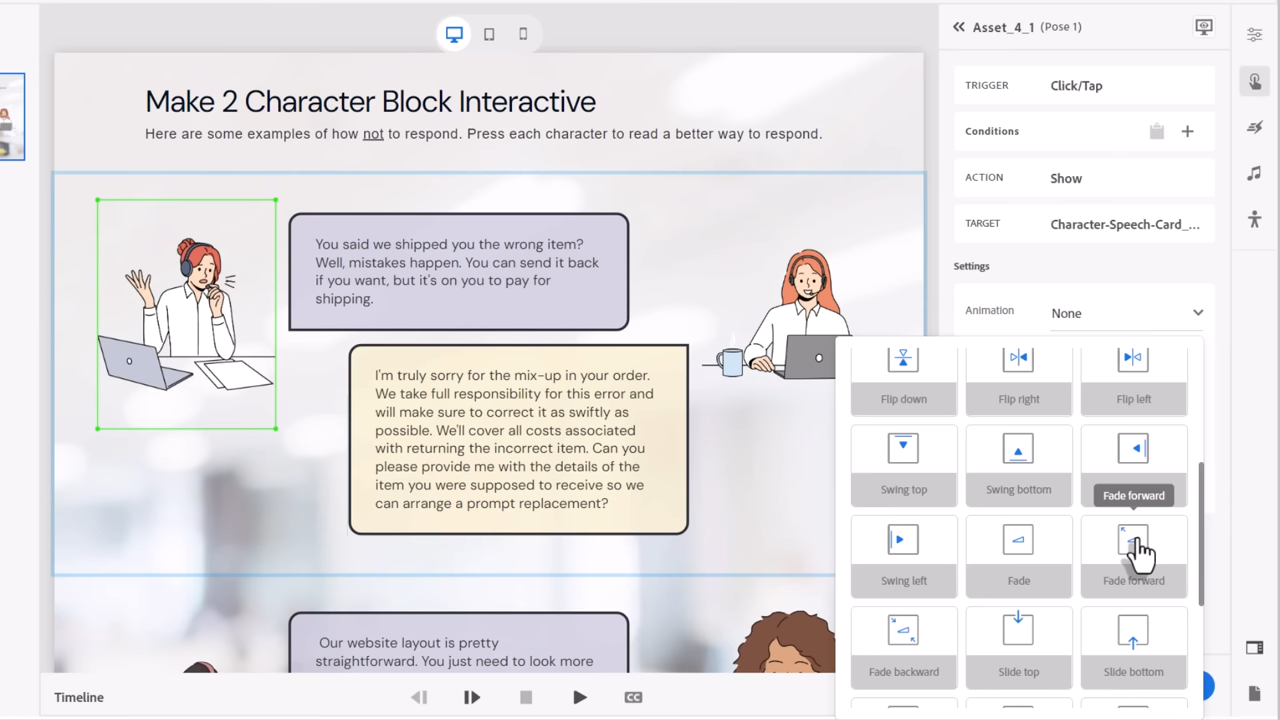 Asset_4_1 (Pose 1)
Make 2 Character Block Interactive
Here are some examples of how not to respond. Press each character to read a better way to respond.
You said we shipped you the wrong item?
Well, mistakes happen. You can send it back
if you want, but it's on you to pay for
shipping.
I'm truly sorry for the mix-up in your order.
We take full responsibility for this error and
will make sure to correct it as swiftly as
possible. We'll cover all costs associated
with returning the incorrect item. Can you
please provide me with the details of the
item you were supposed to receive so we
can arrange a prompt replacement?
Our website layout is pretty
straightforward. You just need to look more
Timeline
CC
TRIGGER Click/Tap
Conditions
ACTION Show
TARGET Character-Speech-Card_...
Settings
Animation None
Flip down Flip right Flip left
Swing top Swing bottom
Fade forward
Swing left Fade Fade forward
Fade backward Slide top Slide bottom